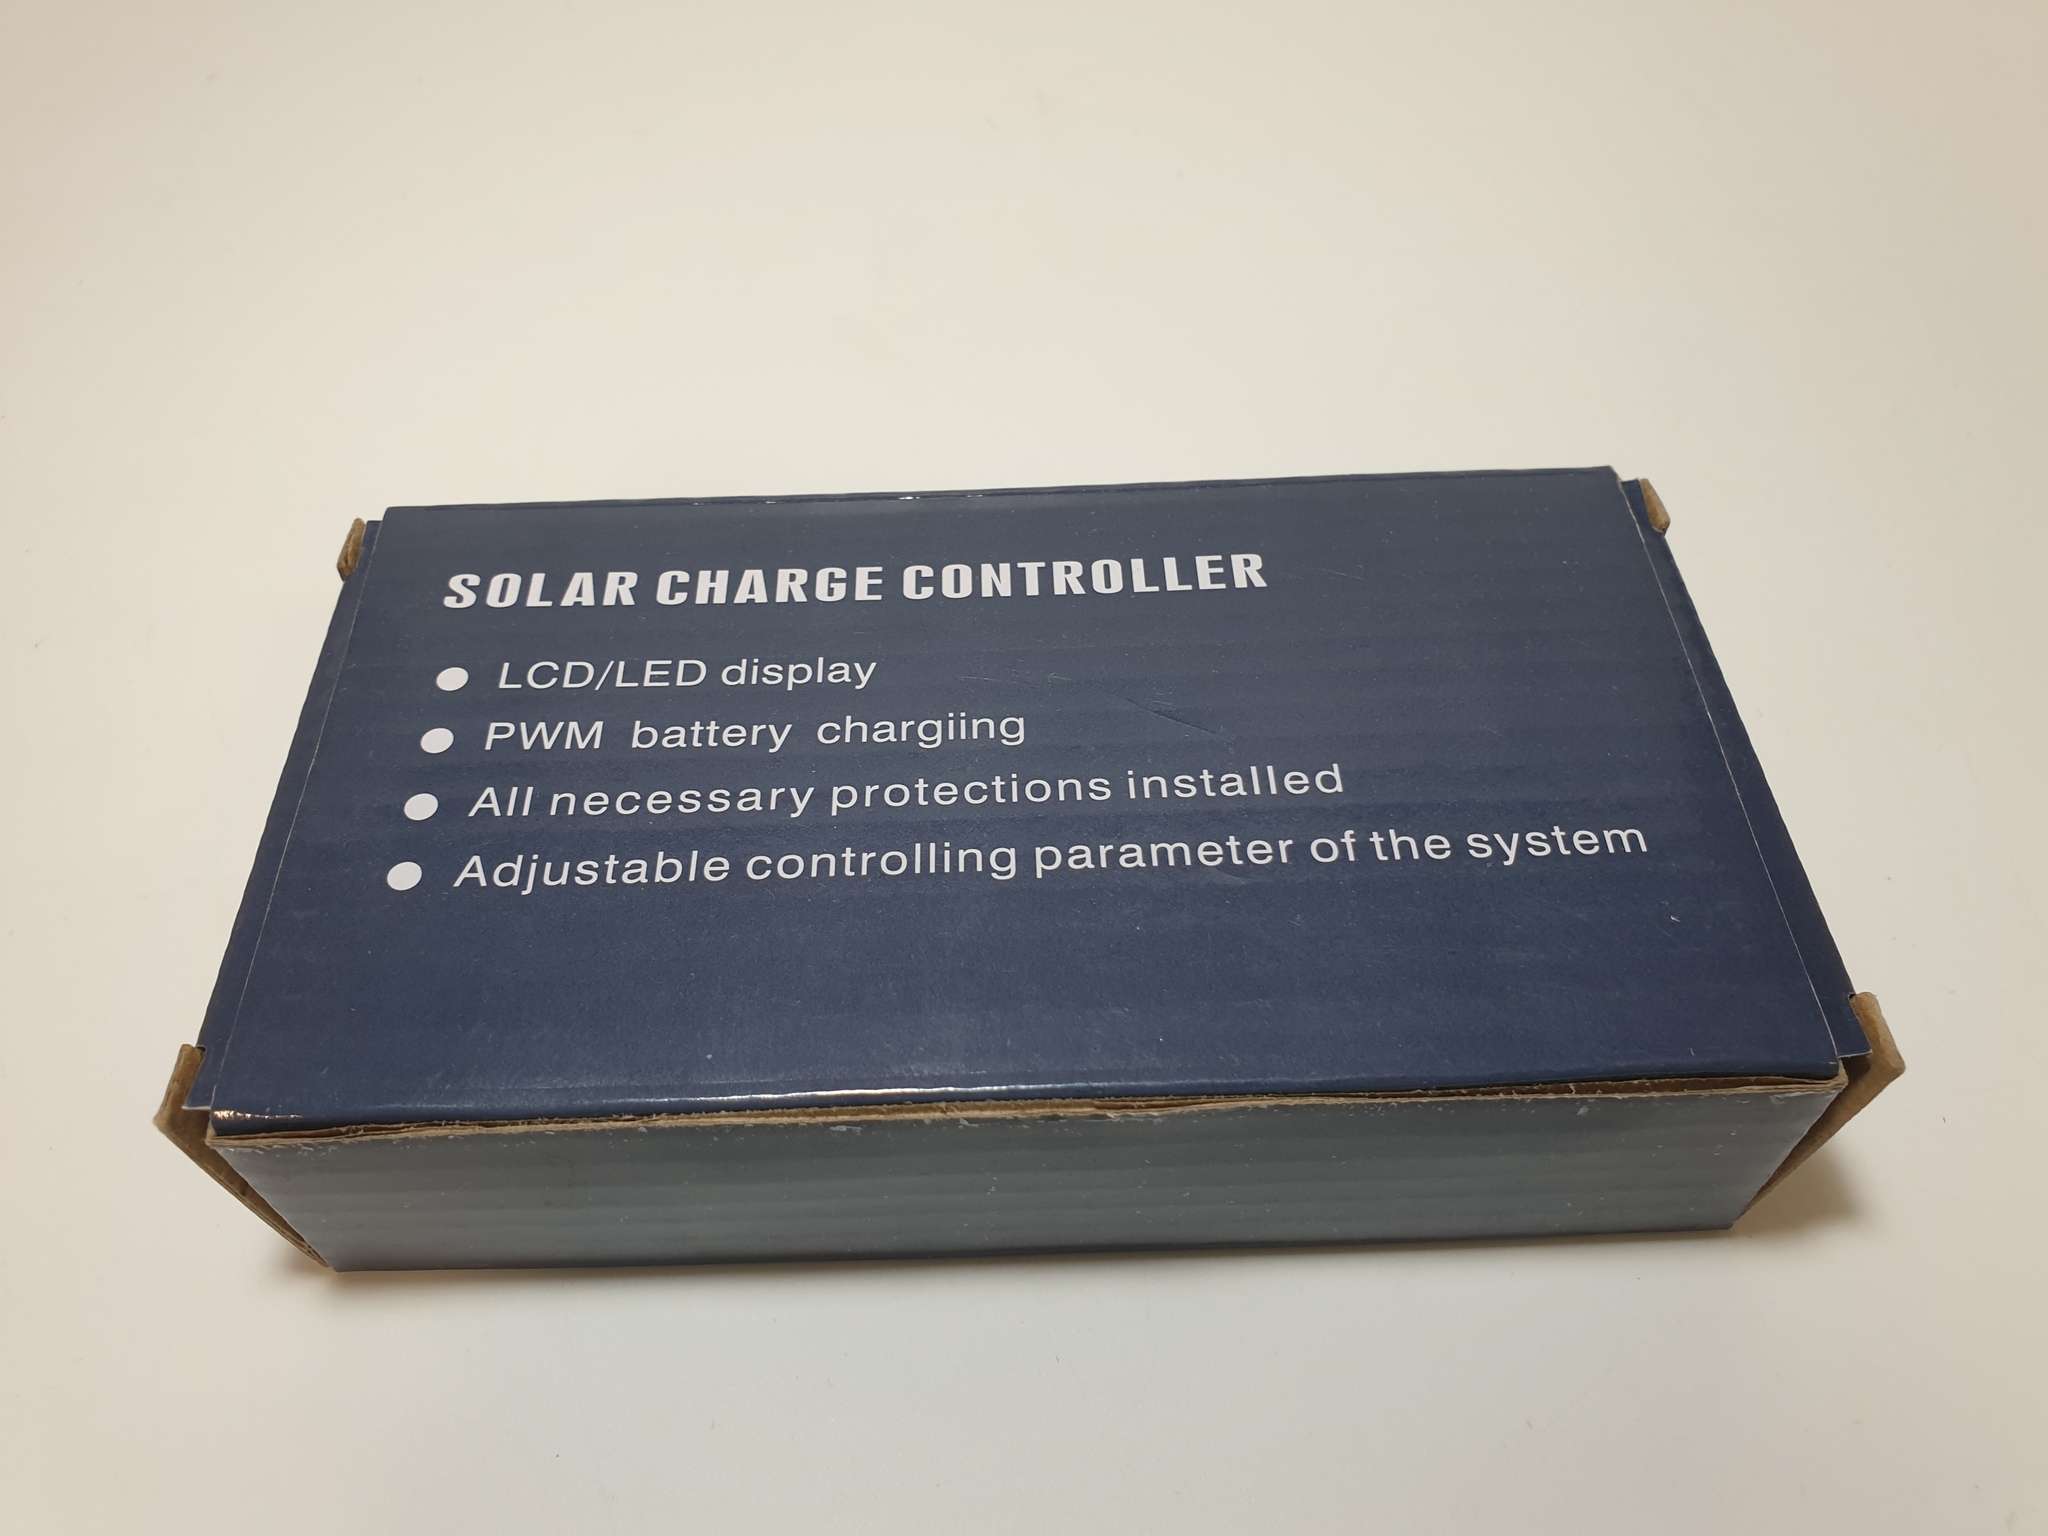 SOLAR CHARGE CONTROLLER
● LCD/LED display
● PWM battery chargiing
● All necessary protections installed
● Adjustable controlling parameter of the system